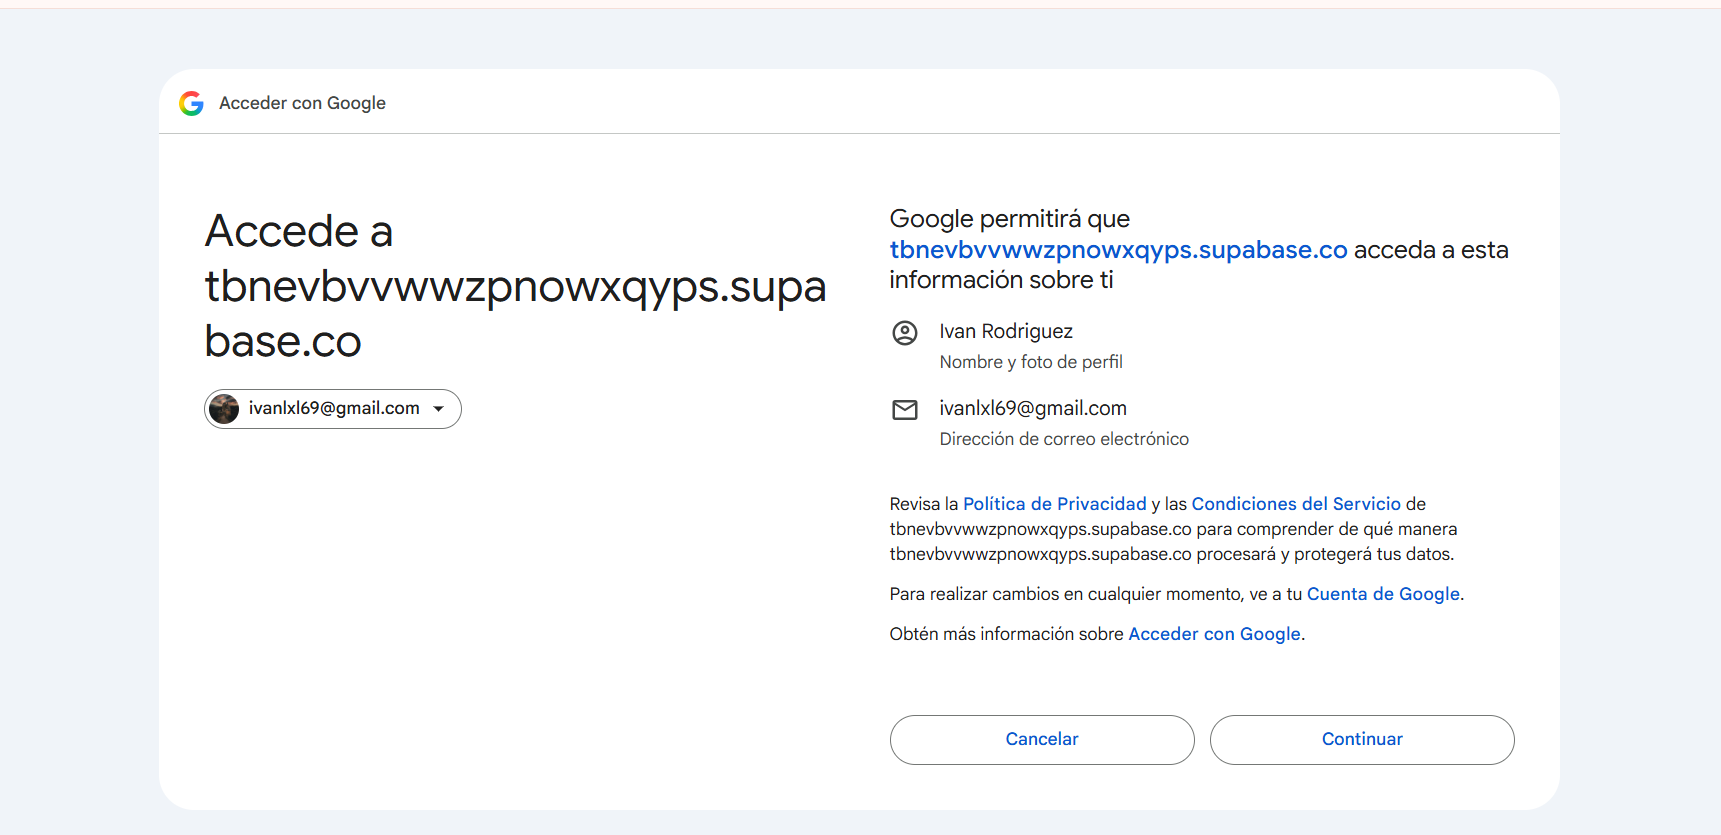 Acceder con Google
Accede a
tbnevbvvwwzpnowxqyps.supa
base.co
ivanlxl69@gmail.com
Google permitirá que
tbnevbvvwwzpnowxqyps.supabase.co acceda a esta
información sobre ti
Ivan Rodriguez
Nombre y foto de perfil
ivanlxl69@gmail.com
Dirección de correo electrónico
Revisa la Política de Privacidad y las Condiciones del Servicio de
tbnevbvvwwzpnowxqyps.supabase.co para comprender de qué manera
tbnevbvvwwzpnowxqyps.supabase.co procesará y protegerá tus datos.
Para realizar cambios en cualquier momento, ve a tu Cuenta de Google.
Obtén más información sobre Acceder con Google.
Cancelar
Continuar